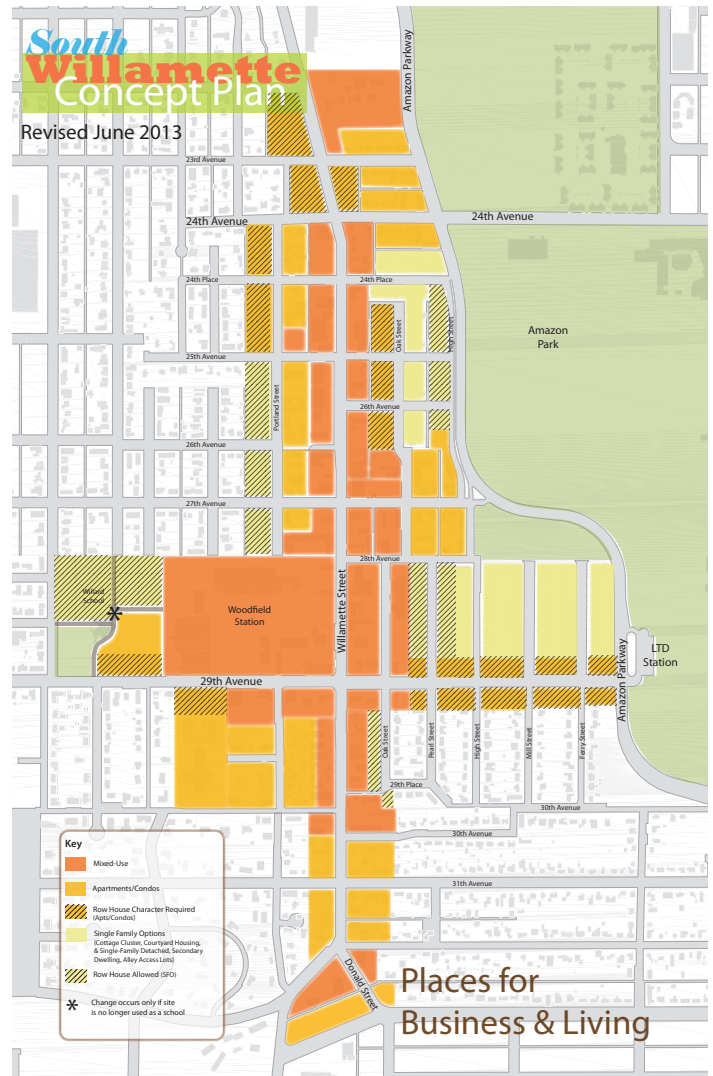 South
Willamette
Concept Plan
Revised June 2013
Amazon Parkway
23rd Avenue
24th Avenue
24th Avenue
24th Place
24th Place
Oak Street
High Street
Amazon
Park
25th Avenue
Portland Street
26th Avenue
26th Avenue
27th Avenue
28th Avenue
Willard
School
*
Woodfield
Station
Willamette Street
LTD
Station
Amazon Parkway
29th Avenue
Oak Street
Pearl Street
High Street
Mill Street
Ferry Street
29th Place
30th Avenue
30th Avenue
31th Avenue
Donald Street
Key
Mixed-Use
Apartments/Condos
Row House Character Required
(Apts/Condos)
Single Family Options
(Cottage Cluster, Courtyard Housing,
& Single-Family Detached, Secondary
Dwelling, Alley Access Lots)
Row House Allowed (SFO)
* Change occurs only if site
is no longer used as a school
Places for
Business & Living